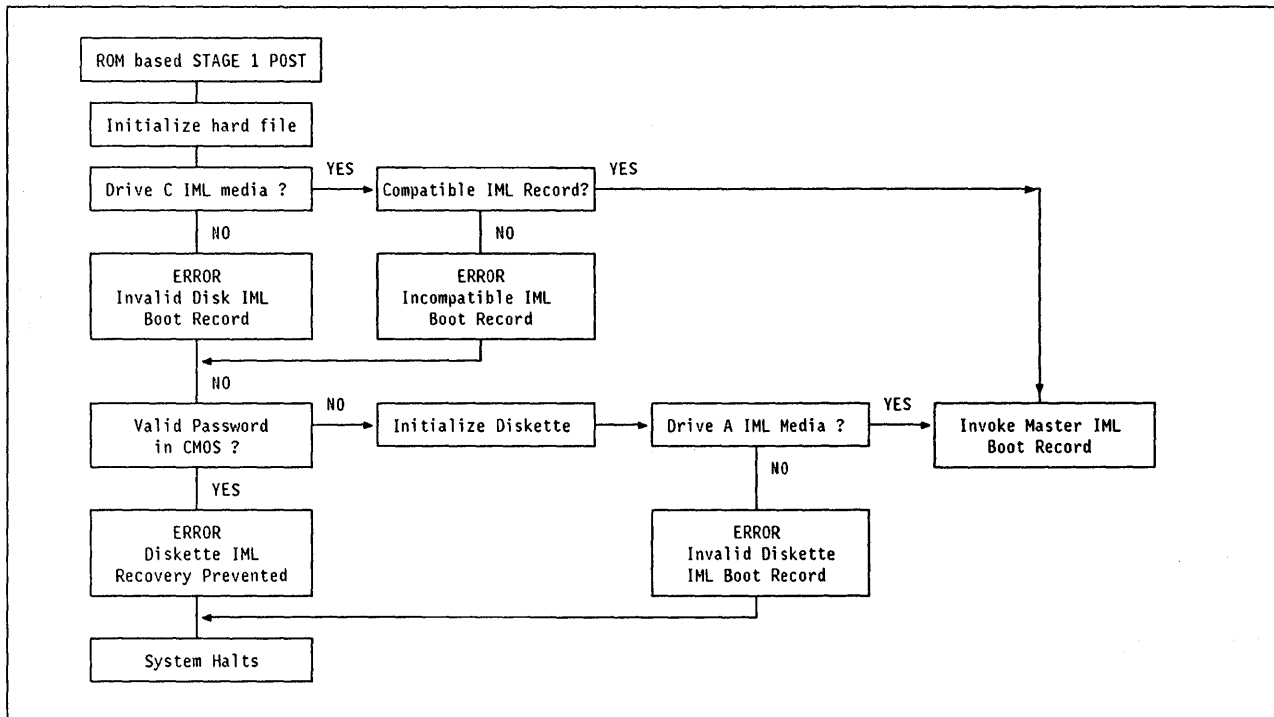 ROM based STAGE 1 POST
Initialize hard file
YES
YES
Drive C IML media ?
Compatible IML Record?
NO
NO
ERROR
Invalid Disk IML
Boot Record
ERROR
Incompatible IML
Boot Record
NO
Valid Password
in CMOS ?
NO
Initialize Diskette
Drive A IML Media ?
YES
Invoke Master IML
Boot Record
YES
NO
ERROR
Diskette IML
Recovery Prevented
ERROR
Invalid Diskette
IML Boot Record
System Halts